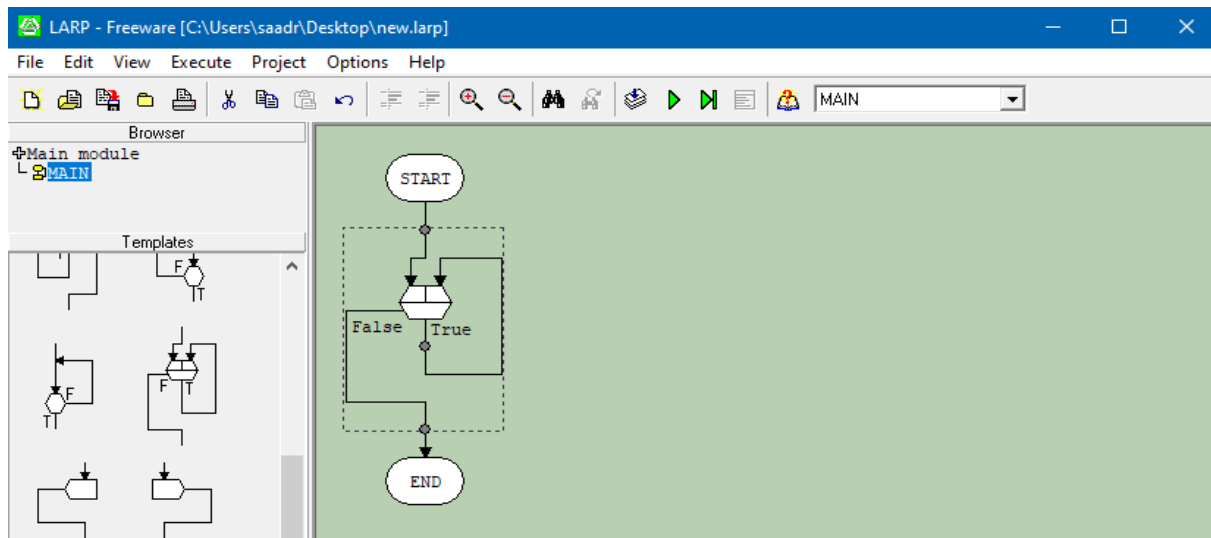 LARP - Freeware [C:\Users\saadr\Desktop\new.larp]
File Edit View Execute Project Options Help
MAIN
Browser
Main module
MAIN
Templates
F
T
F
T
F T
START
False
True
END